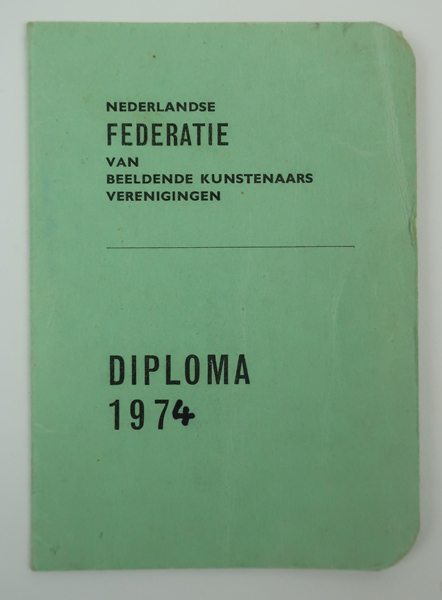 NEDERLANDSE
FEDERATIE
VAN
BEELDENDE KUNSTENAARS
VERENIGINGEN
DIPLOMA
1974